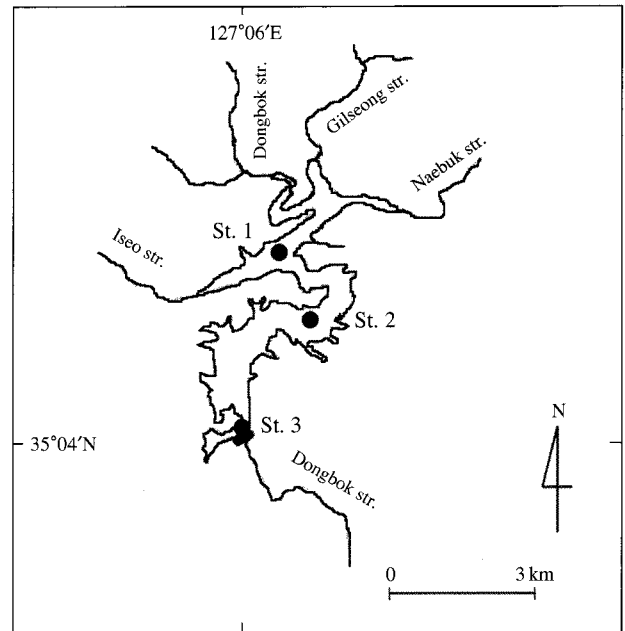 127°06′E
Dongbok str.
Gilseong str.
Naebuk str.
St. 1
Iseo str.
St. 2
St. 3
35°04′N
Dongbok str.
N
0 3 km